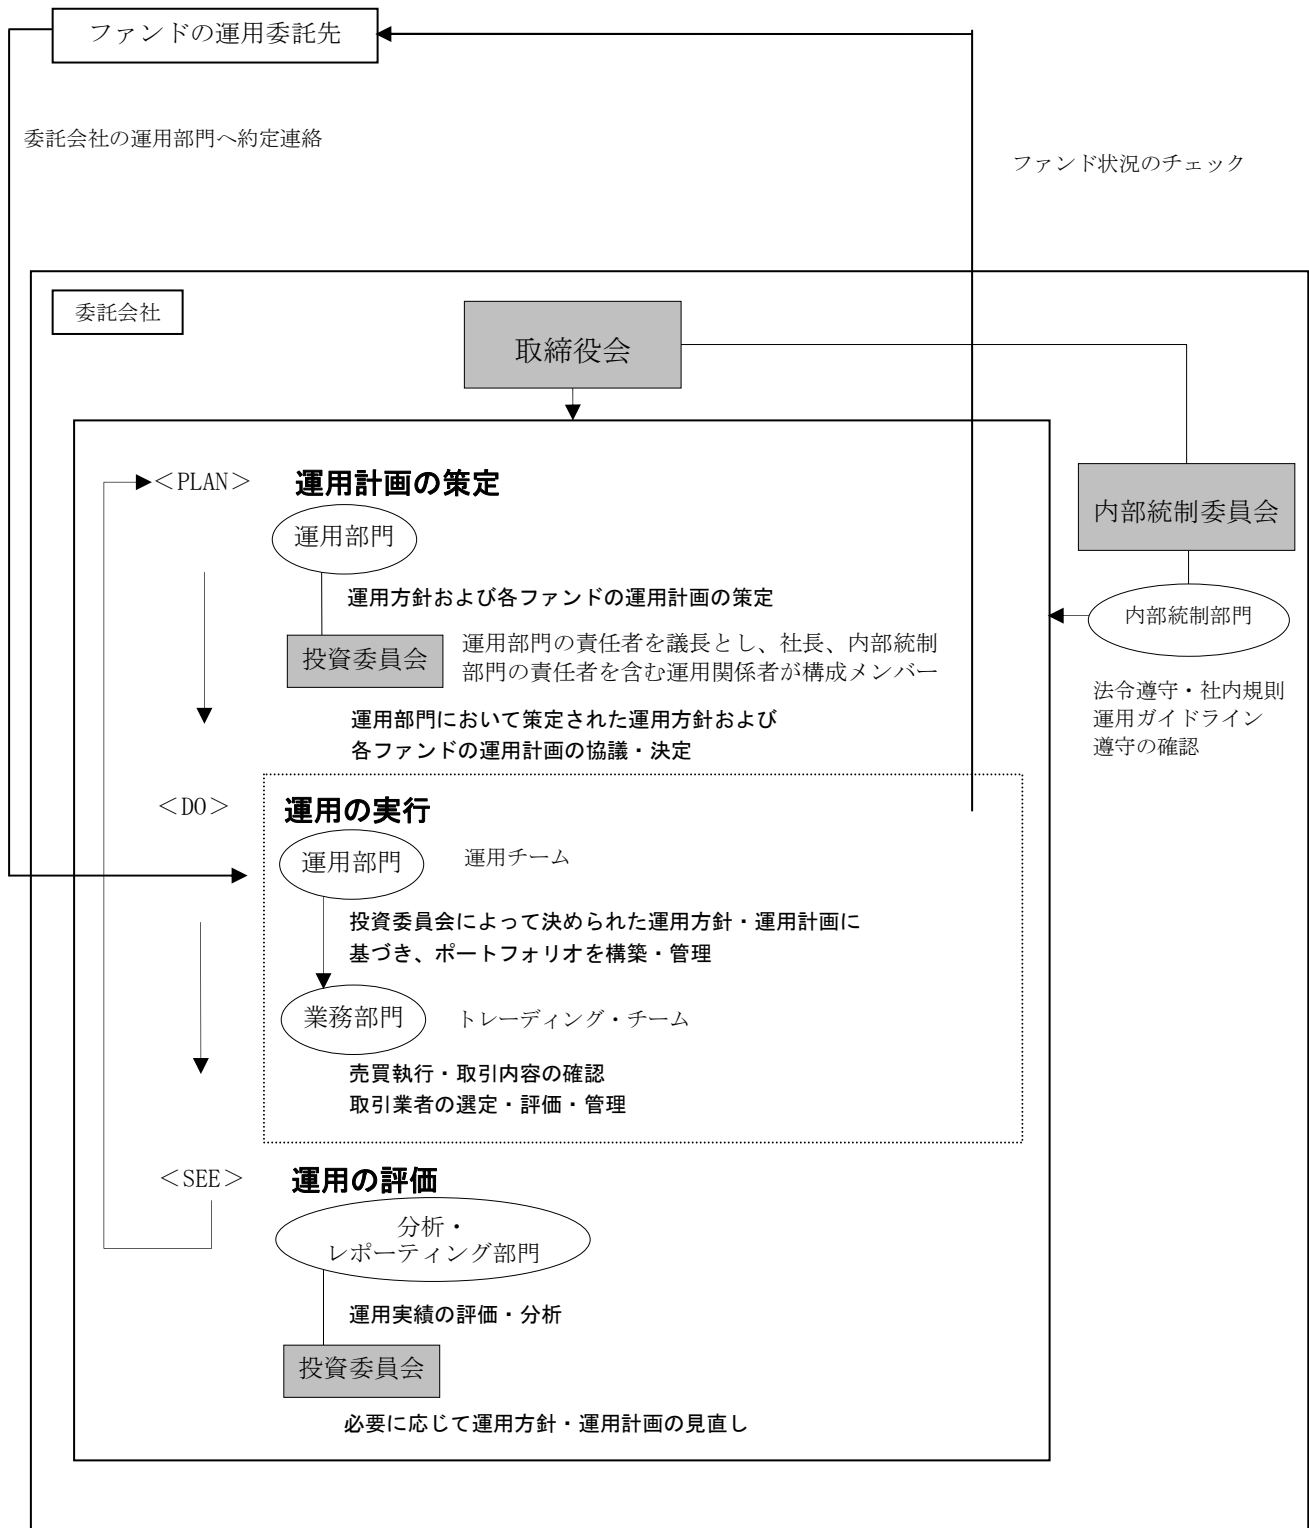 ファンドの運用委託先
委託会社の運用部門へ約定連絡
ファンド状況のチェック
委託会社
取締役会
＜PLAN＞
運用計画の策定
運用部門
運用方針および各ファンドの運用計画の策定
投資委員会
運用部門の責任者を議長とし、社長、内部統制
部門の責任者を含む運用関係者が構成メンバー
運用部門において策定された運用方針および
各ファンドの運用計画の協議・決定
内部統制委員会
内部統制部門
法令遵守・社内規則
運用ガイドライン
遵守の確認
＜DO＞
運用の実行
運用部門
運用チーム
投資委員会によって決められた運用方針・運用計画に
基づき、ポートフォリオを構築・管理
業務部門
トレーディング・チーム
売買執行・取引内容の確認
取引業者の選定・評価・管理
＜SEE＞
運用の評価
分析・
レポーティング部門
運用実績の評価・分析
投資委員会
必要に応じて運用方針・運用計画の見直し